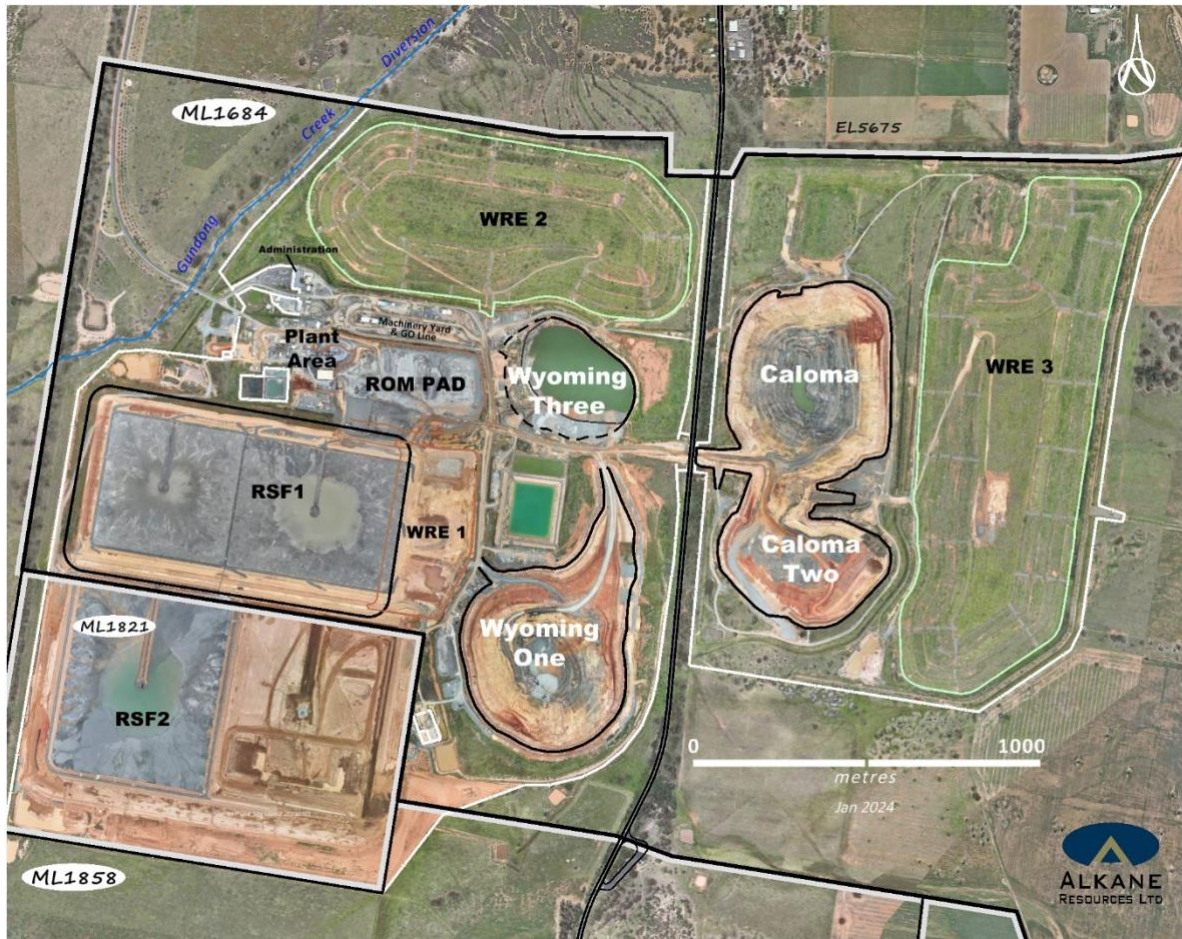 Gundong Creek Diversion
ML1684
EL5675
WRE 2
Administration
Machinery Yard
& GO Line
Plant
Area
ROM PAD
Wyoming
Three
Caloma
WRE 3
RSF1
WRE 1
Caloma
Two
Wyoming
One
ML1821
RSF2
0 1000
metres
Jan 2024
ML1858
ALKANE
RESOURCES LTD